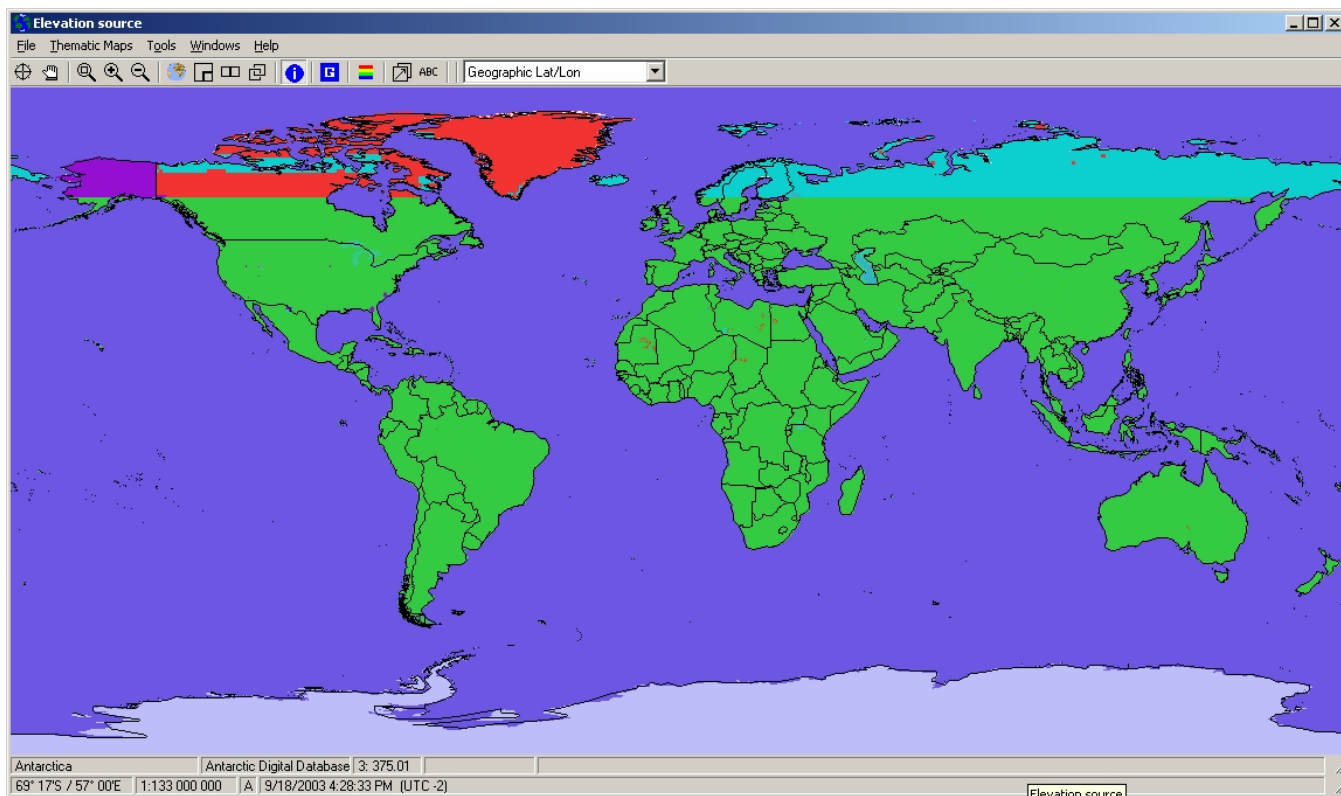 Elevation source
File Thematic Maps Tools Windows Help
i G ABC Geographic Lat/Lon
Antarctica Antarctic Digital Database 3: 375.01
69° 17'S / 57° 00'E 1:133 000 000 A 9/18/2003 4:28:33 PM (UTC -2)
Elevation source